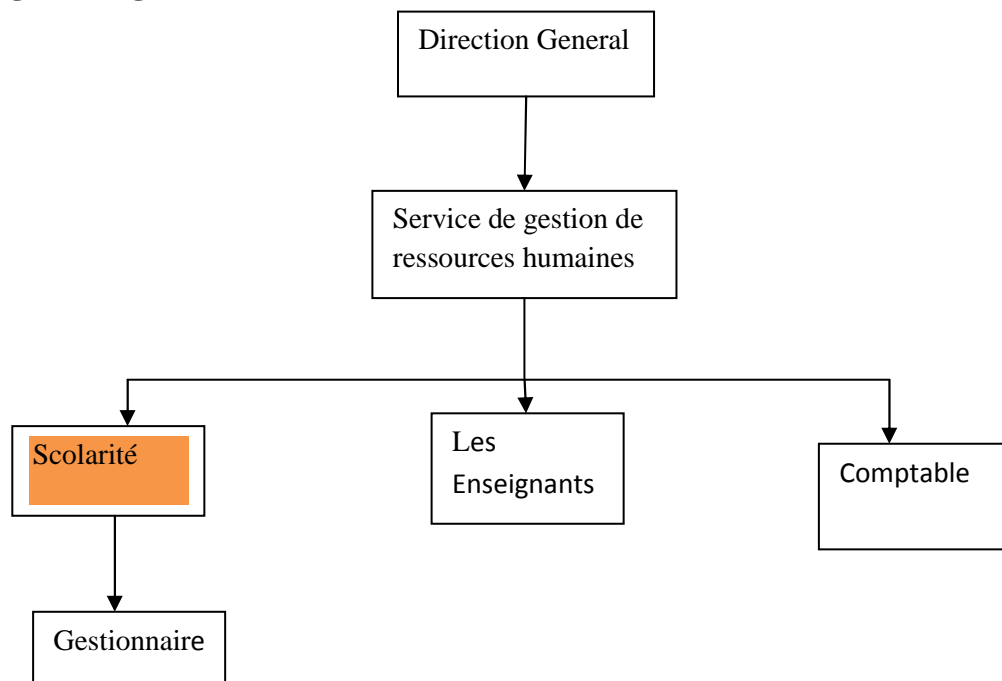 Direction General
Service de gestion de
ressources humaines
Scolarité
Les
Enseignants
Comptable
Gestionnaire